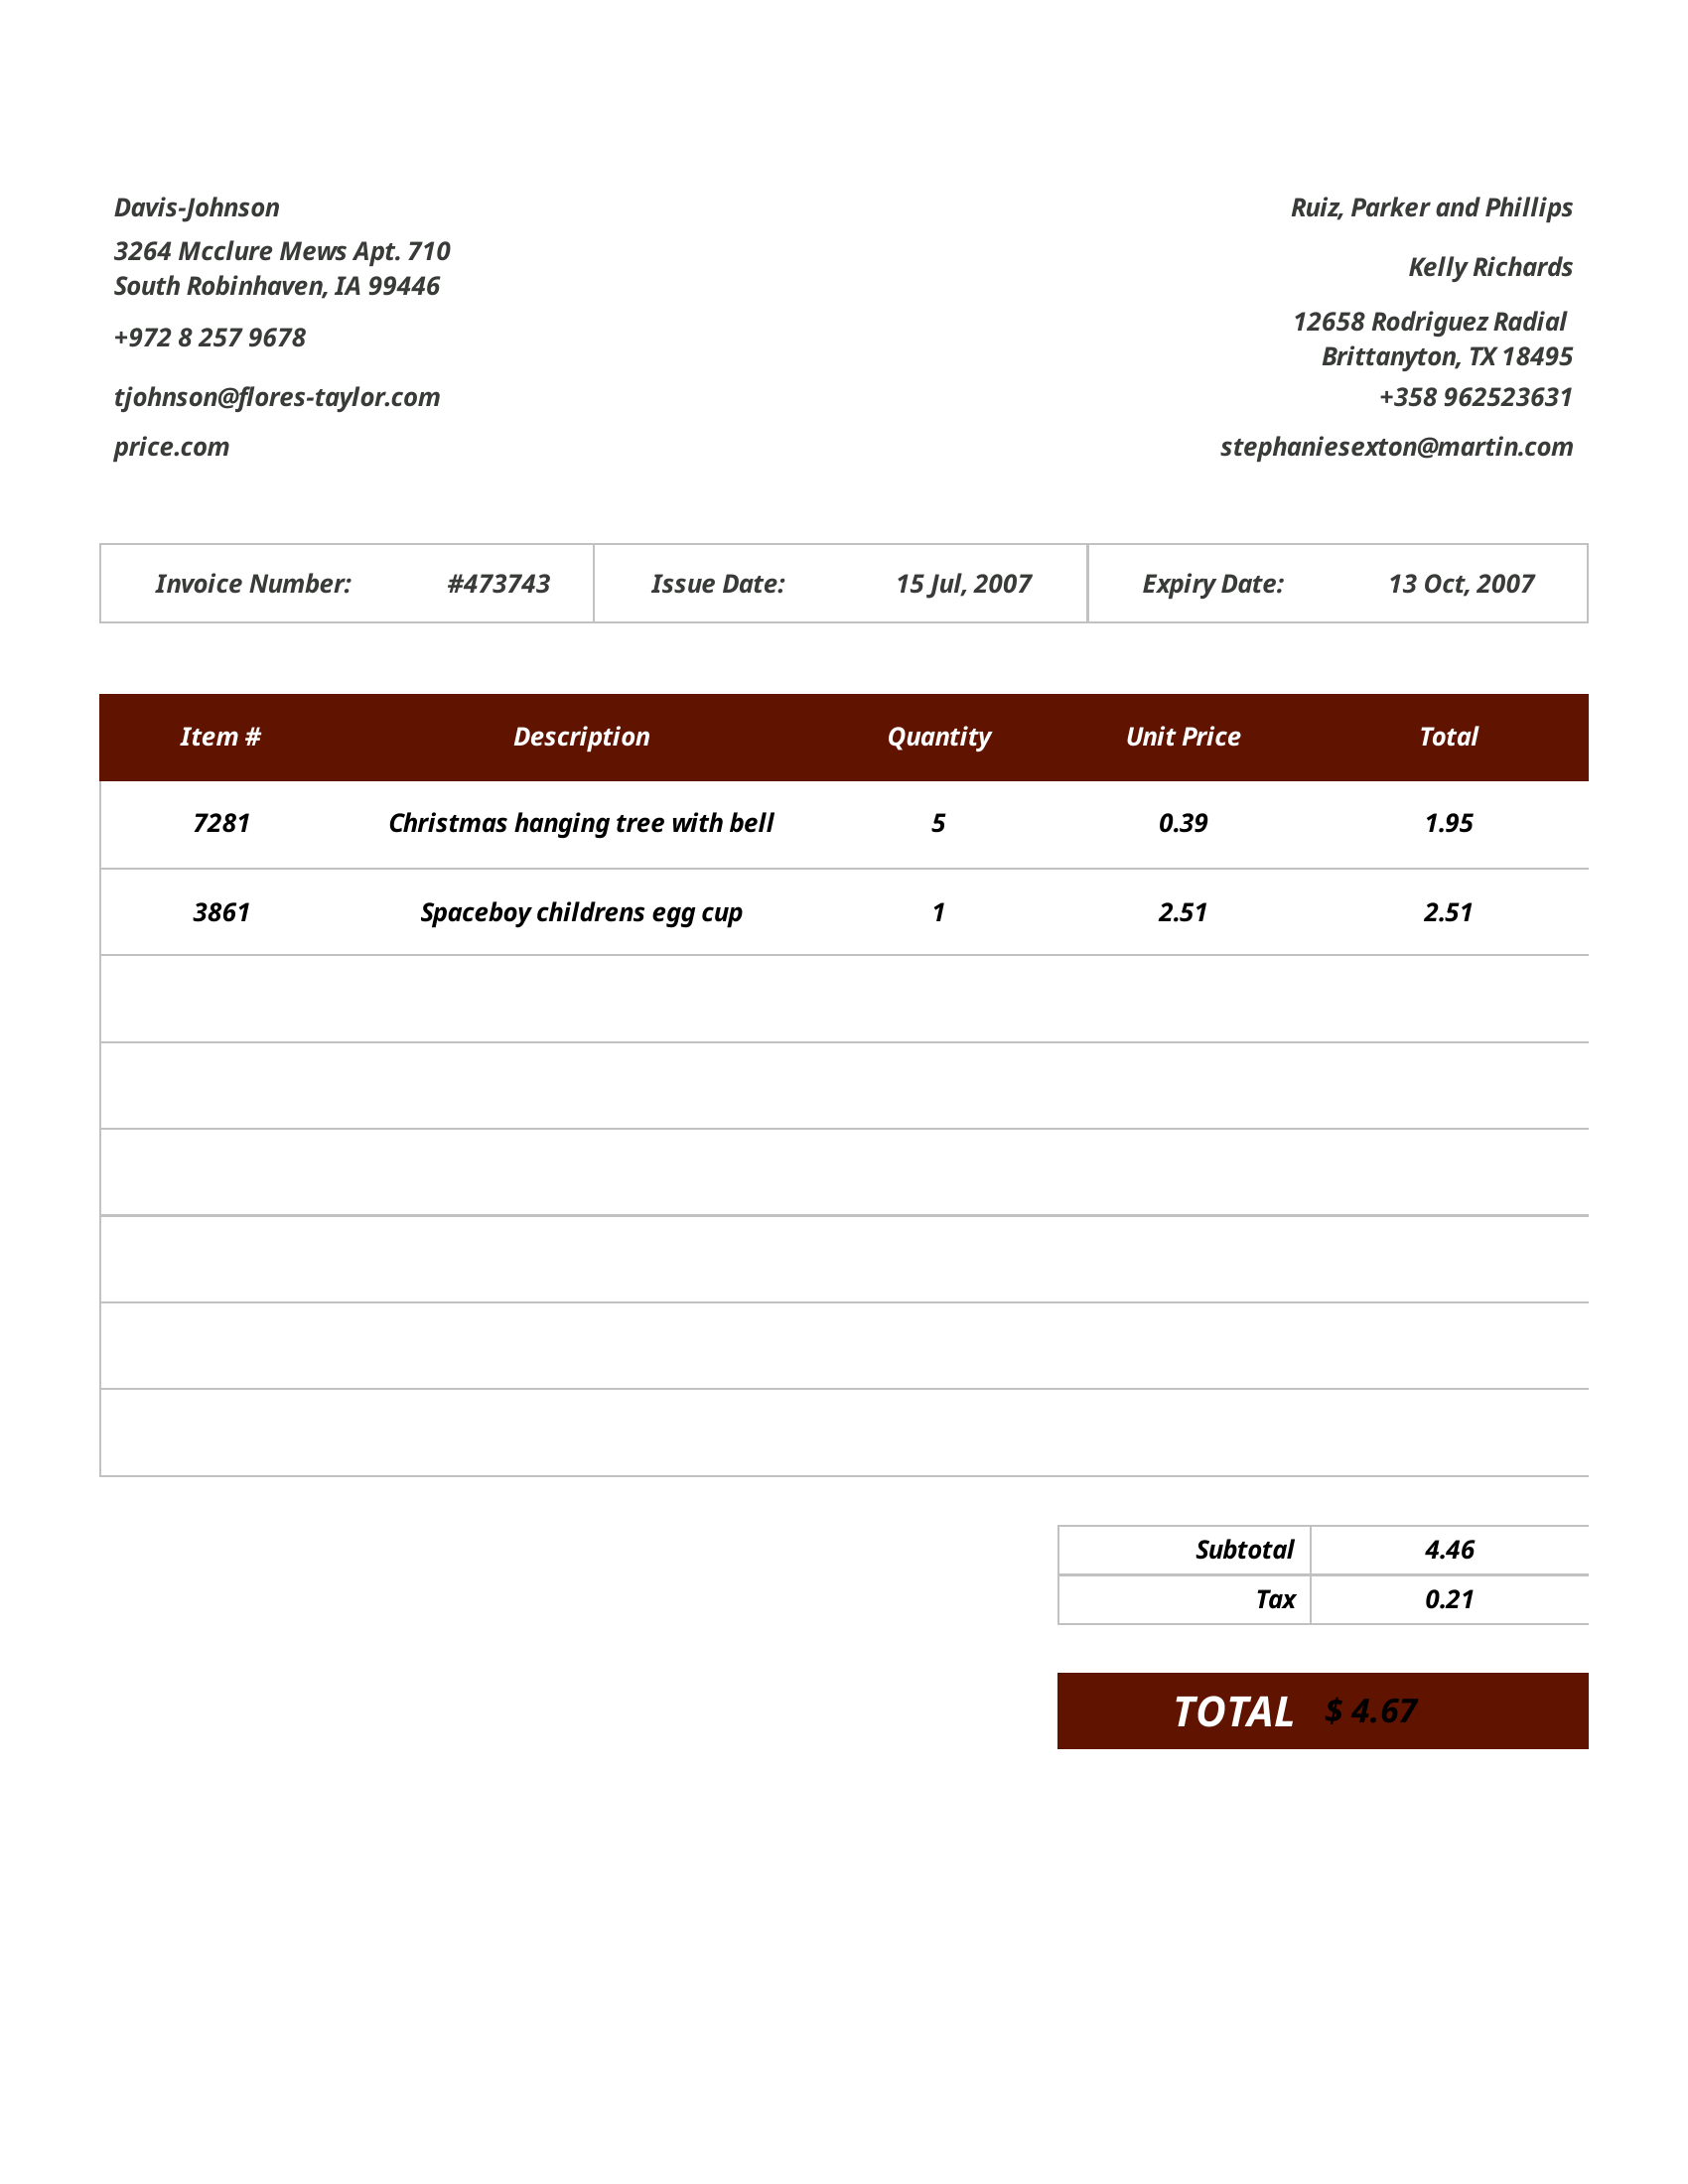 Davis-Johnson
3264 Mcclure Mews Apt. 710
South Robinhaven, IA 99446
+972 8 257 9678
tjohnson@flores-taylor.com
price.com
Ruiz, Parker and Phillips
Kelly Richards
12658 Rodriguez Radial
Brittanyton, TX 18495
+358 962523631
stephaniesexton@martin.com
Invoice Number: #473743 Issue Date: 15 Jul, 2007 Expiry Date: 13 Oct, 2007
Item # Description Quantity Unit Price Total
7281 Christmas hanging tree with bell 5 0.39 1.95
3861 Spaceboy childrens egg cup 1 2.51 2.51
Subtotal 4.46
Tax 0.21
TOTAL $ 4.67